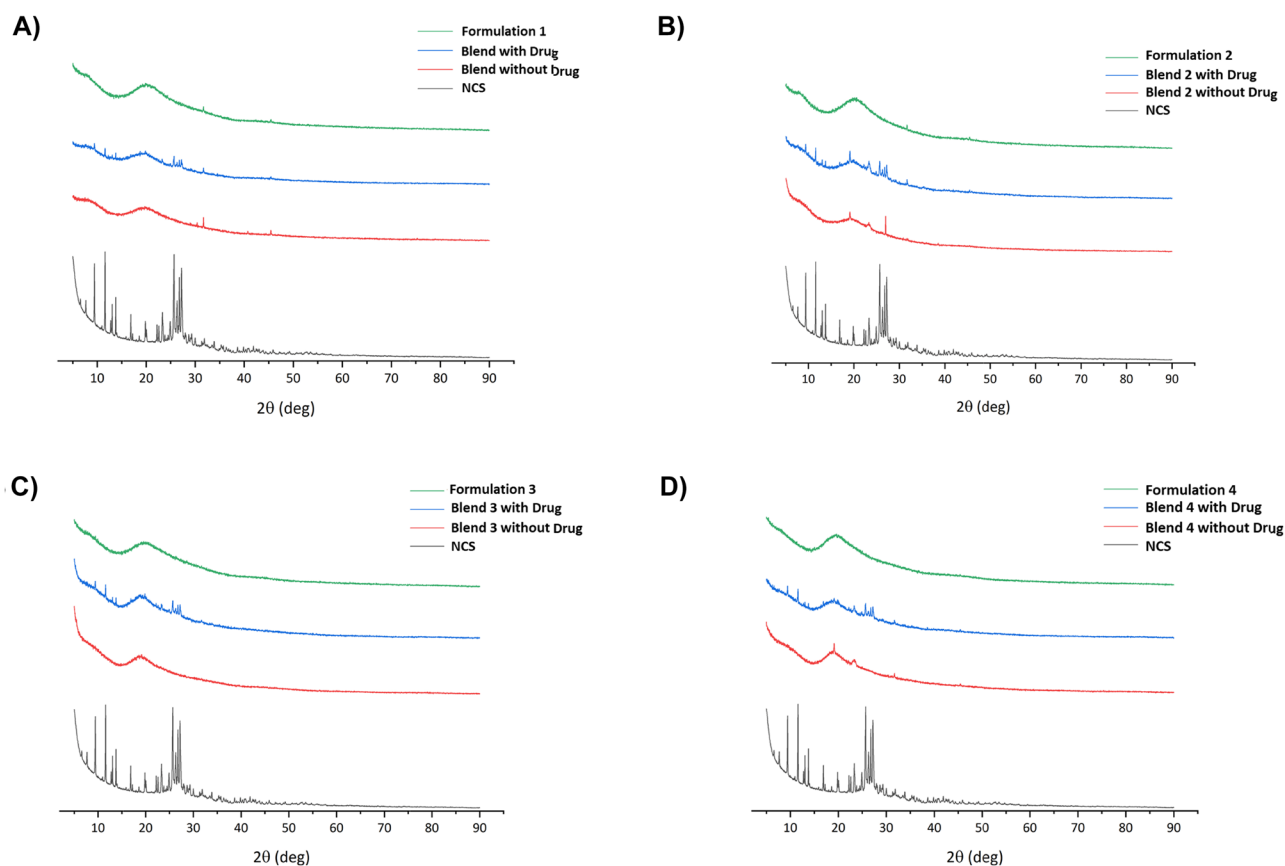 A)
Formulation 1
Blend with Drug
Blend without Drug
NCS
10 20 30 40 50 60 70 80 90
2θ (deg)
B)
Formulation 2
Blend 2 with Drug
Blend 2 without Drug
NCS
10 20 30 40 50 60 70 80 90
2θ (deg)
C)
Formulation 3
Blend 3 with Drug
Blend 3 without Drug
NCS
10 20 30 40 50 60 70 80 90
2θ (deg)
D)
Formulation 4
Blend 4 with Drug
Blend 4 without Drug
NCS
10 20 30 40 50 60 70 80 90
2θ (deg)